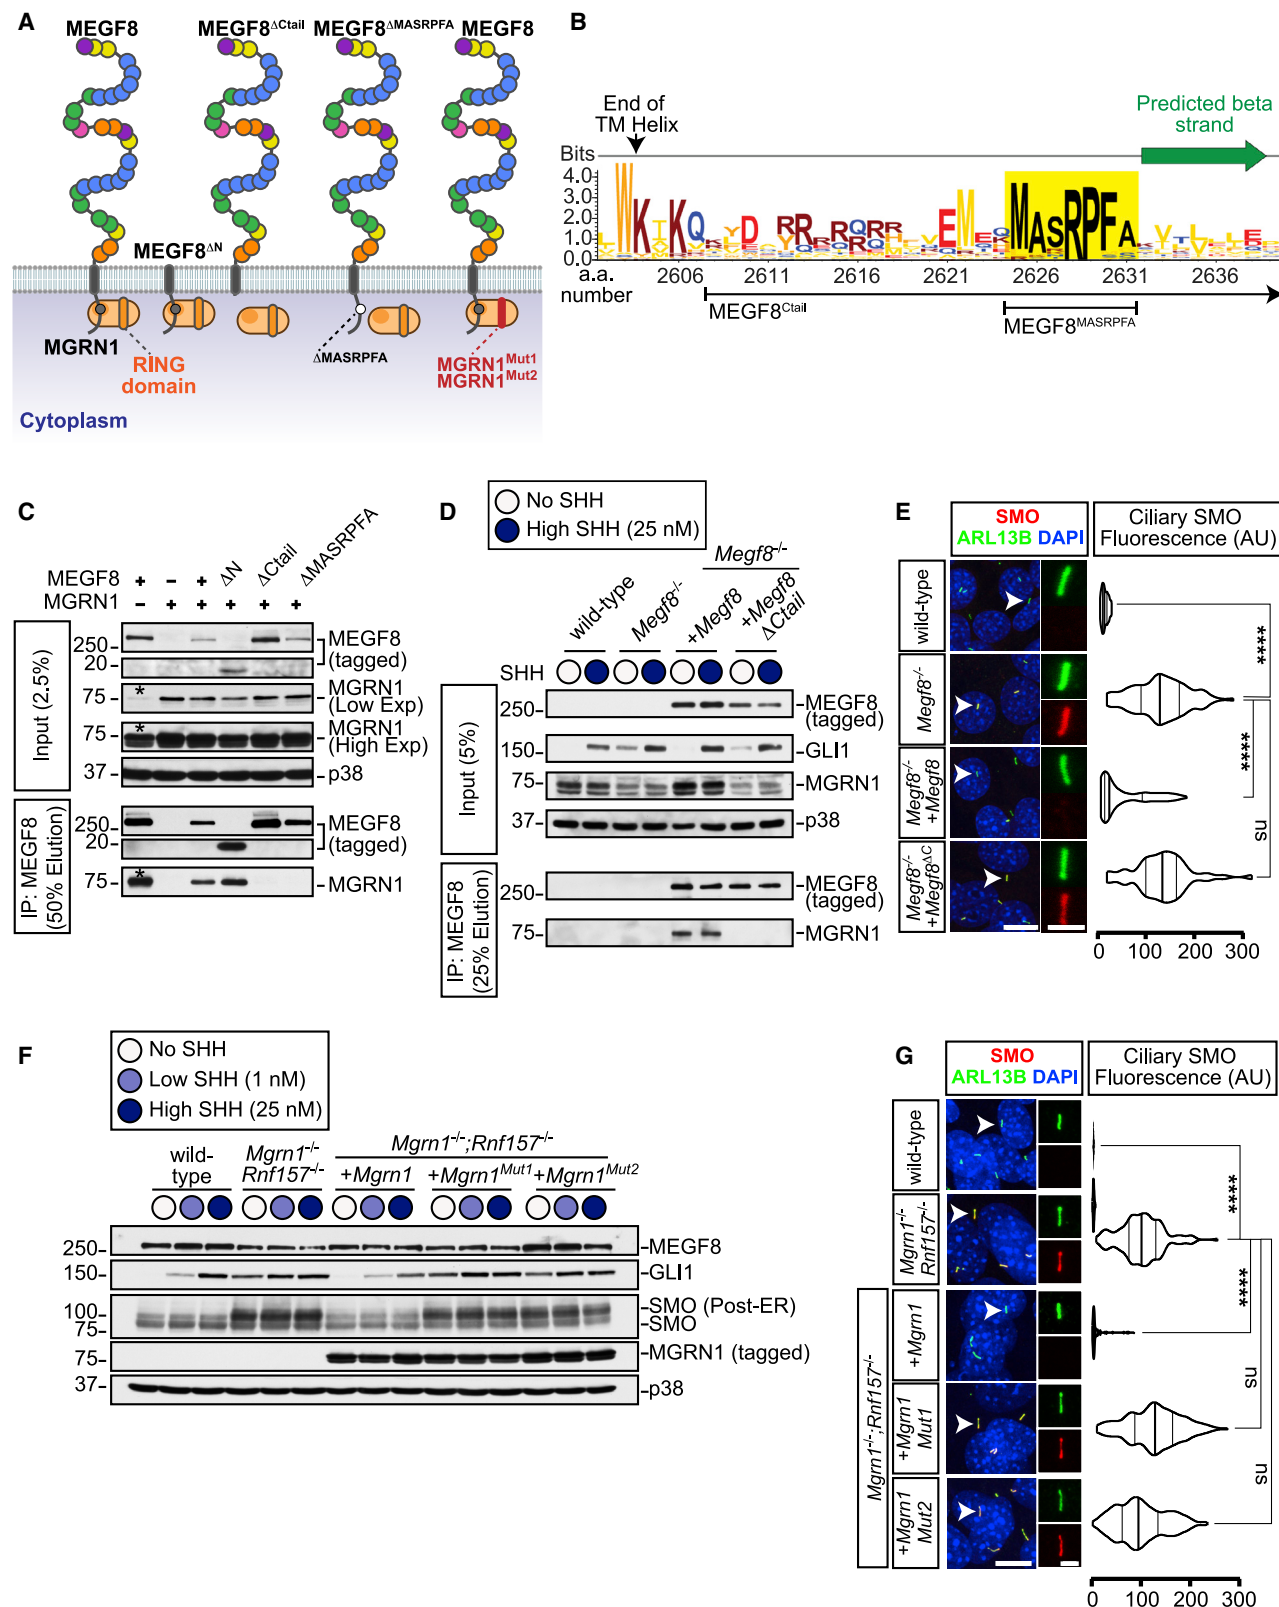 A
MEGF8 MEGF8ΔCtail MEGF8ΔMASRPFA MEGF8
MEGF8ΔN
MGRN1
RING
domain
ΔMASRPFA
MGRN1Mut1
MGRN1Mut2
Cytoplasm
B
End of
TM Helix
Predicted beta
strand
Bits
4.0
3.0
2.0
1.0
0.0
MASRPFA
a.a.
number
2606 2611 2616 2621 2626 2631 2636
MEGF8Ctail
MEGF8MASRPFA
C
MEGF8 + – + ΔN ΔCtail ΔMASRPFA
MGRN1 – + + + + +
Input (2.5%)
250 MEGF8
20 (tagged)
75 * MGRN1
(Low Exp)
75 * MGRN1
(High Exp)
37 p38
IP: MEGF8
(50% Elution)
250 MEGF8
20 (tagged)
75 * MGRN1
D
No SHH
High SHH (25 nM)
Megf8-/-
wild-type Megf8-/- +Megf8 +Megf8
ΔCtail
SHH
Input (5%)
250 MEGF8
(tagged)
150 GLI1
75 MGRN1
37 p38
IP: MEGF8
(25% Elution)
250 MEGF8
(tagged)
75 MGRN1
E
SMO
ARL13B DAPI
Ciliary SMO
Fluorescence (AU)
wild-type
Megf8-/-
Megf8-/-
+Megf8
Megf8-/-
+Megf8ΔC
****
****
ns
0 100 200 300
F
No SHH
Low SHH (1 nM)
High SHH (25 nM)
wild-
type
Mgrn1-/-
Rnf157-/-
Mgrn1-/-;Rnf157-/-
+Mgrn1 +Mgrn1Mut1 +Mgrn1Mut2
250 MEGF8
150 GLI1
100 SMO (Post-ER)
75 SMO
75 MGRN1 (tagged)
37 p38
G
SMO
ARL13B DAPI
Ciliary SMO
Fluorescence (AU)
wild-type
Mgrn1-/-
Rnf157-/-
Mgrn1-/-;Rnf157-/-
+Mgrn1
+Mgrn1
Mut1
+Mgrn1
Mut2
****
****
ns
ns
0 100 200 300